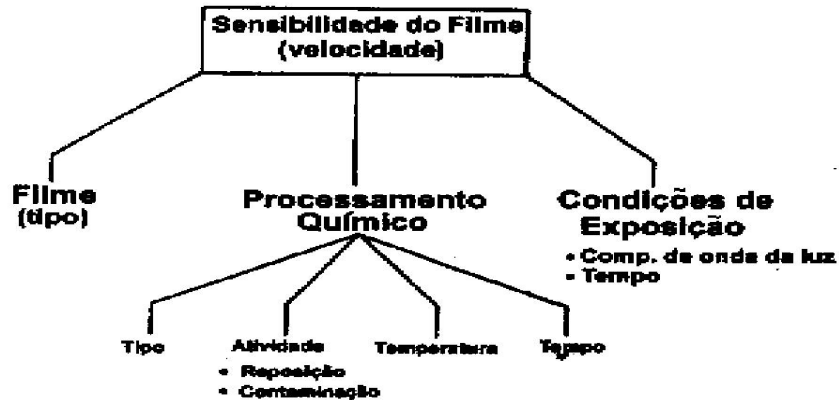 Sensibilidade do Filme
(velocidade)
Filme
(tipo)
Processamento
Químico
Condições de
Exposição
• Comp. de onda da luz
• Tempo
Tipo
Atividade
• Reposição
• Contaminação
Temperatura
Tempo